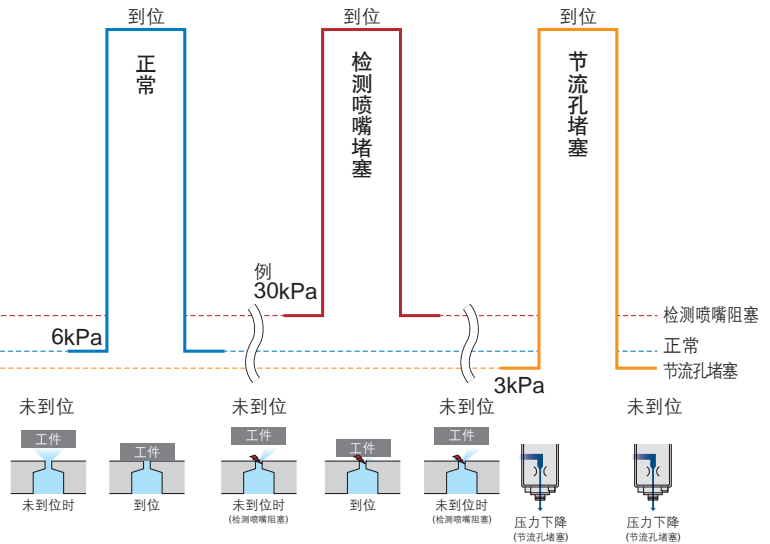 到位
到位
到位
正常
检测喷嘴堵塞
节流孔堵塞
例
30kPa
6kPa
3kPa
检测喷嘴阻塞
正常
节流孔堵塞
未到位
未到位
未到位
未到位
工件
工件
工件
工件
工件
未到位时
到位
未到位时
(检测喷嘴阻塞)
到位
未到位时
(检测喷嘴阻塞)
压力下降
(节流孔堵塞)
压力下降
(节流孔堵塞)